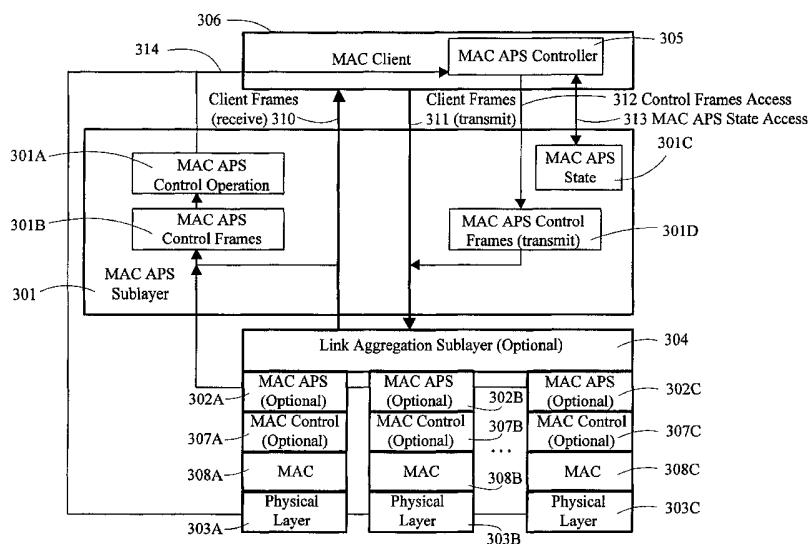 306
314
MAC Client
MAC APS Controller
305
Client Frames
(receive) 310
Client Frames
311 (transmit)
312 Control Frames Access
313 MAC APS State Access
301A
MAC APS
Control Operation
MAC APS
State
301C
301B
MAC APS
Control Frames
MAC APS Control
Frames (transmit)
301D
301
MAC APS
Sublayer
Link Aggregation Sublayer (Optional)
304
302A
MAC APS
(Optional)
MAC APS
(Optional)
302B
MAC APS
(Optional)
302C
307A
MAC Control
(Optional)
MAC Control
(Optional)
307B
MAC Control
(Optional)
307C
...
308A
MAC
MAC
308B
MAC
308C
303A
Physical
Layer
Physical
Layer
303B
Physical
Layer
303C